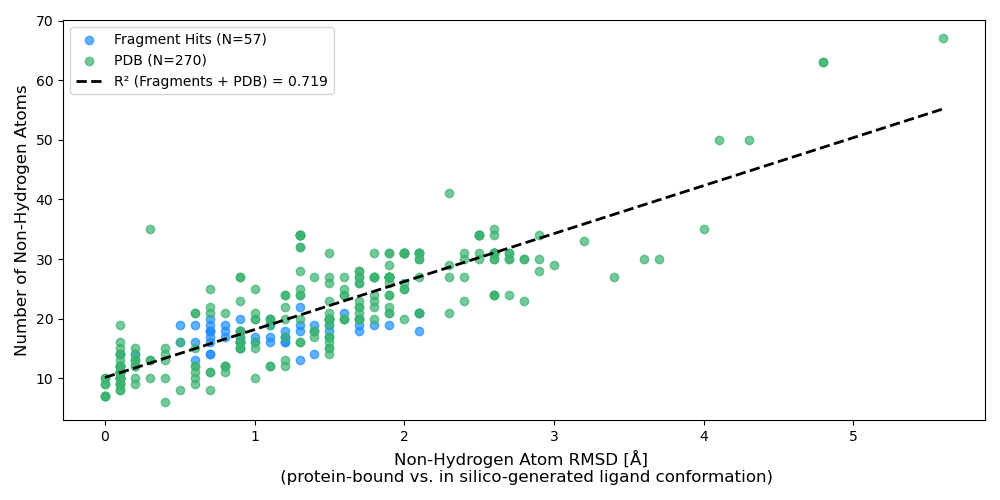 Fragment Hits (N=57)
PDB (N=270)
R² (Fragments + PDB) = 0.719
Number of Non-Hydrogen Atoms
70
60
50
40
30
20
10
0 1 2 3 4 5
Non-Hydrogen Atom RMSD [Å]
(protein-bound vs. in silico-generated ligand conformation)